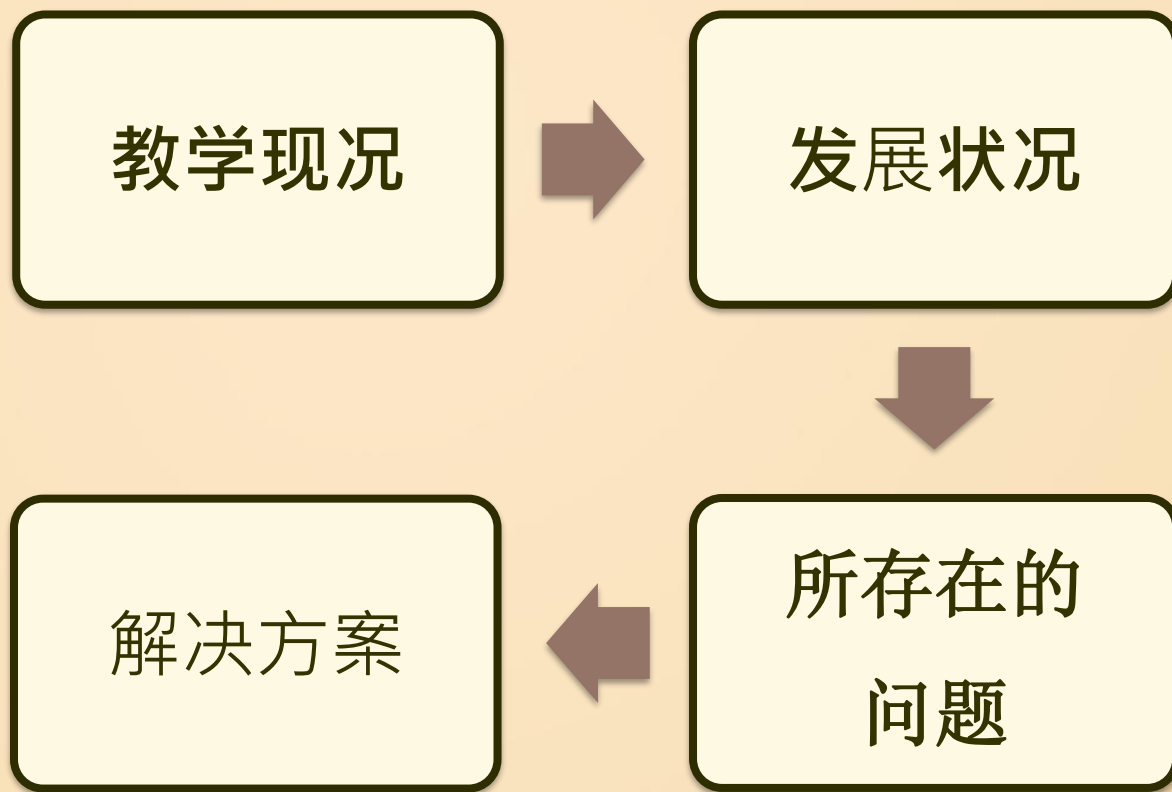 教学现况
发展状况
所存在的
问题
解决方案